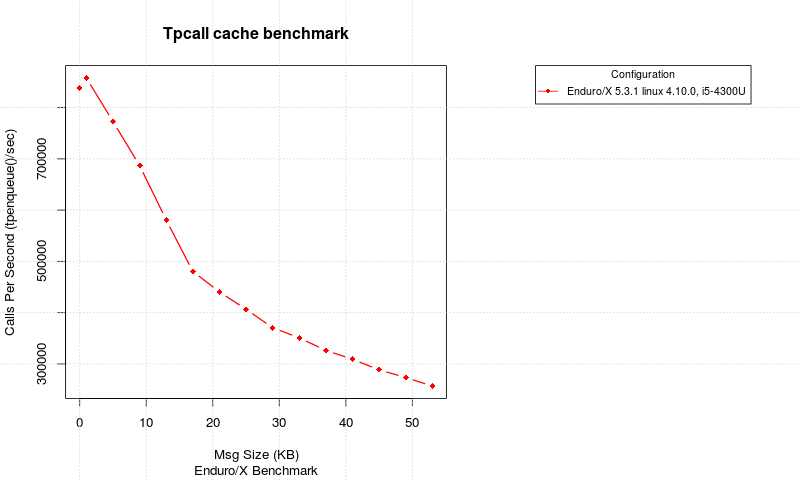 Tpcall cache benchmark
Configuration
Enduro/X 5.3.1 linux 4.10.0, i5-4300U
Calls Per Second (tpenqueue()/sec)
700000
500000
300000
0 10 20 30 40 50
Msg Size (KB)
Enduro/X Benchmark